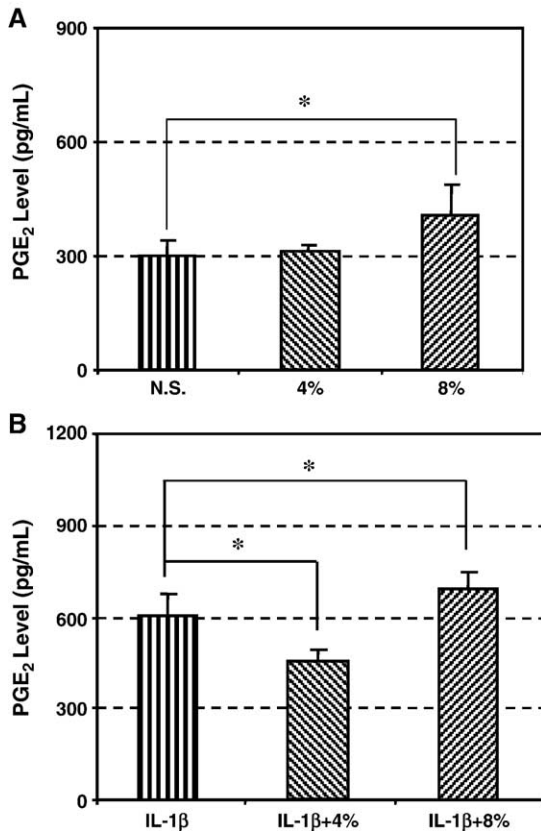 A
PGE2 Level (pg/mL)
900
600
300
0
*
N.S. 4% 8%
B
PGE2 Level (pg/mL)
1200
900
600
300
0
*
*
IL-1β IL-1β+4% IL-1β+8%